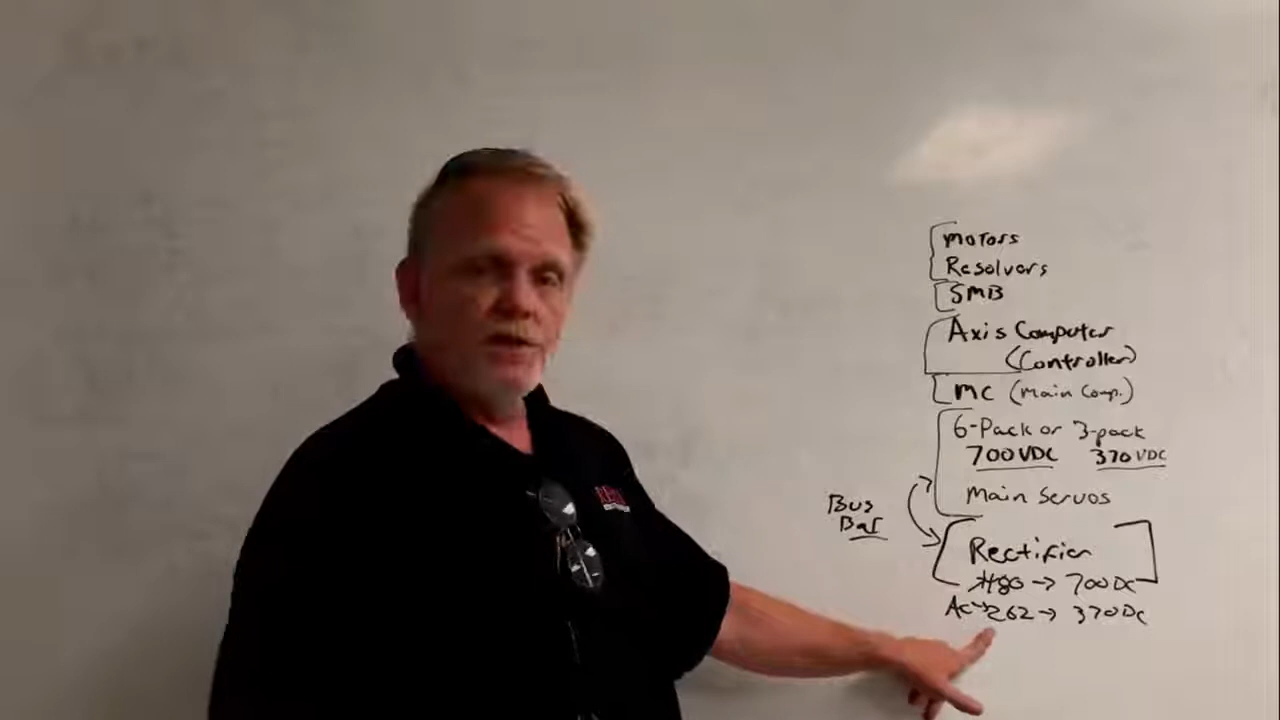 Motors
Resolvers
SMB
Axis Computer
(Controller)
MC (Main Comp.)
6-Pack or 3-pack
700VDC 370VDC
Main Servos
Bus
Bar
Rectifier
480 → 700DC
AC 262 → 370DC